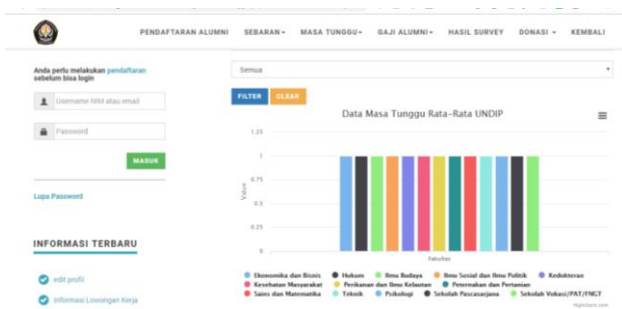 PENDAFTARAN ALUMNI SEBARAN MASA TUNGGU GAJI ALUMNI HASIL SURVEY DONASI KEMBALI
Anda perlu melakukan pendaftaran
sebelum bisa login
Username NIM atau email
Password
MASUK
Lupa Password
INFORMASI TERBARU
edit profil
Informasi Lowongan Kerja
Semua
FILTER CLEAR
Data Masa Tunggu Rata-Rata UNDIP
Value
1.25
1
0.75
0.5
0.25
0
Fakultas
Ekonomika dan Bisnis Hukum Ilmu Budaya Ilmu Sosial dan Ilmu Politik Kedokteran
Kesehatan Masyarakat Perikanan dan Ilmu Kelautan Peternakan dan Pertanian
Sains dan Matematika Teknik Psikologi Sekolah Pascasarjana Sekolah Vokasi/PAT/FNGT
Highcharts.com